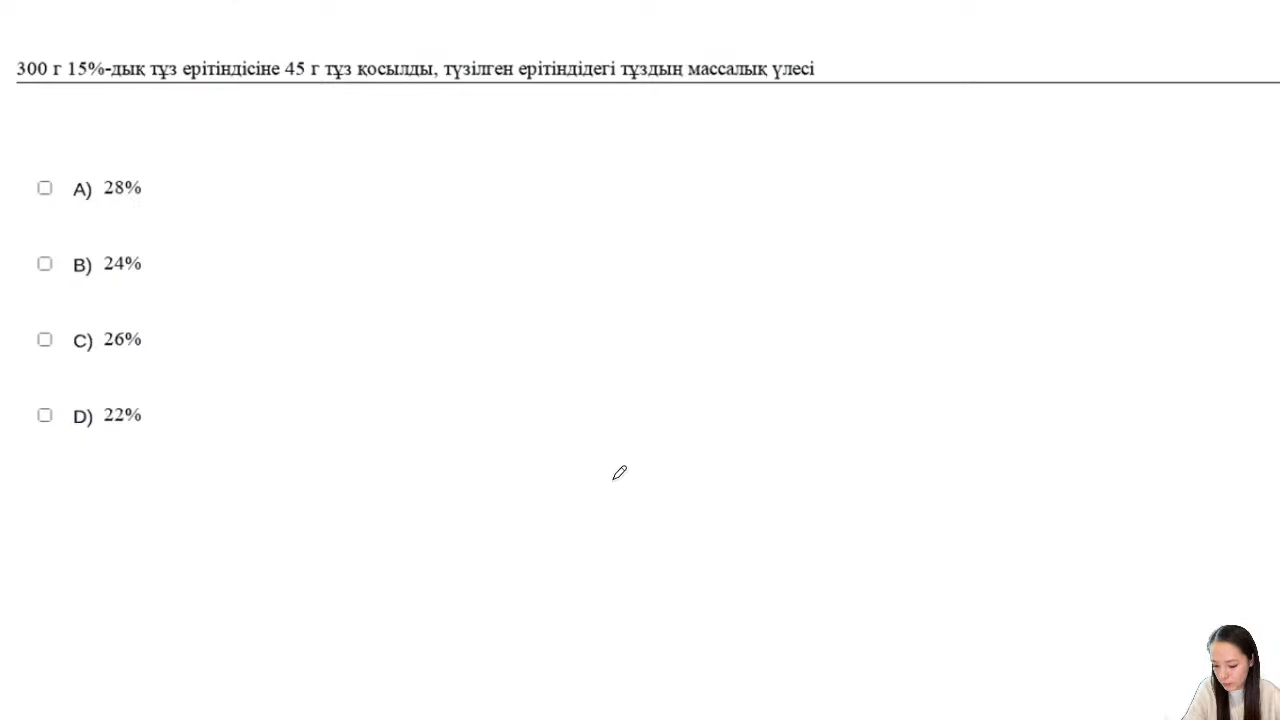 300 г 15%-дық тұз ерітіндісіне 45 г тұз қосылды, түзілген ерітіндідегі тұздың массалық үлесі
A) 28%
B) 24%
C) 26%
D) 22%